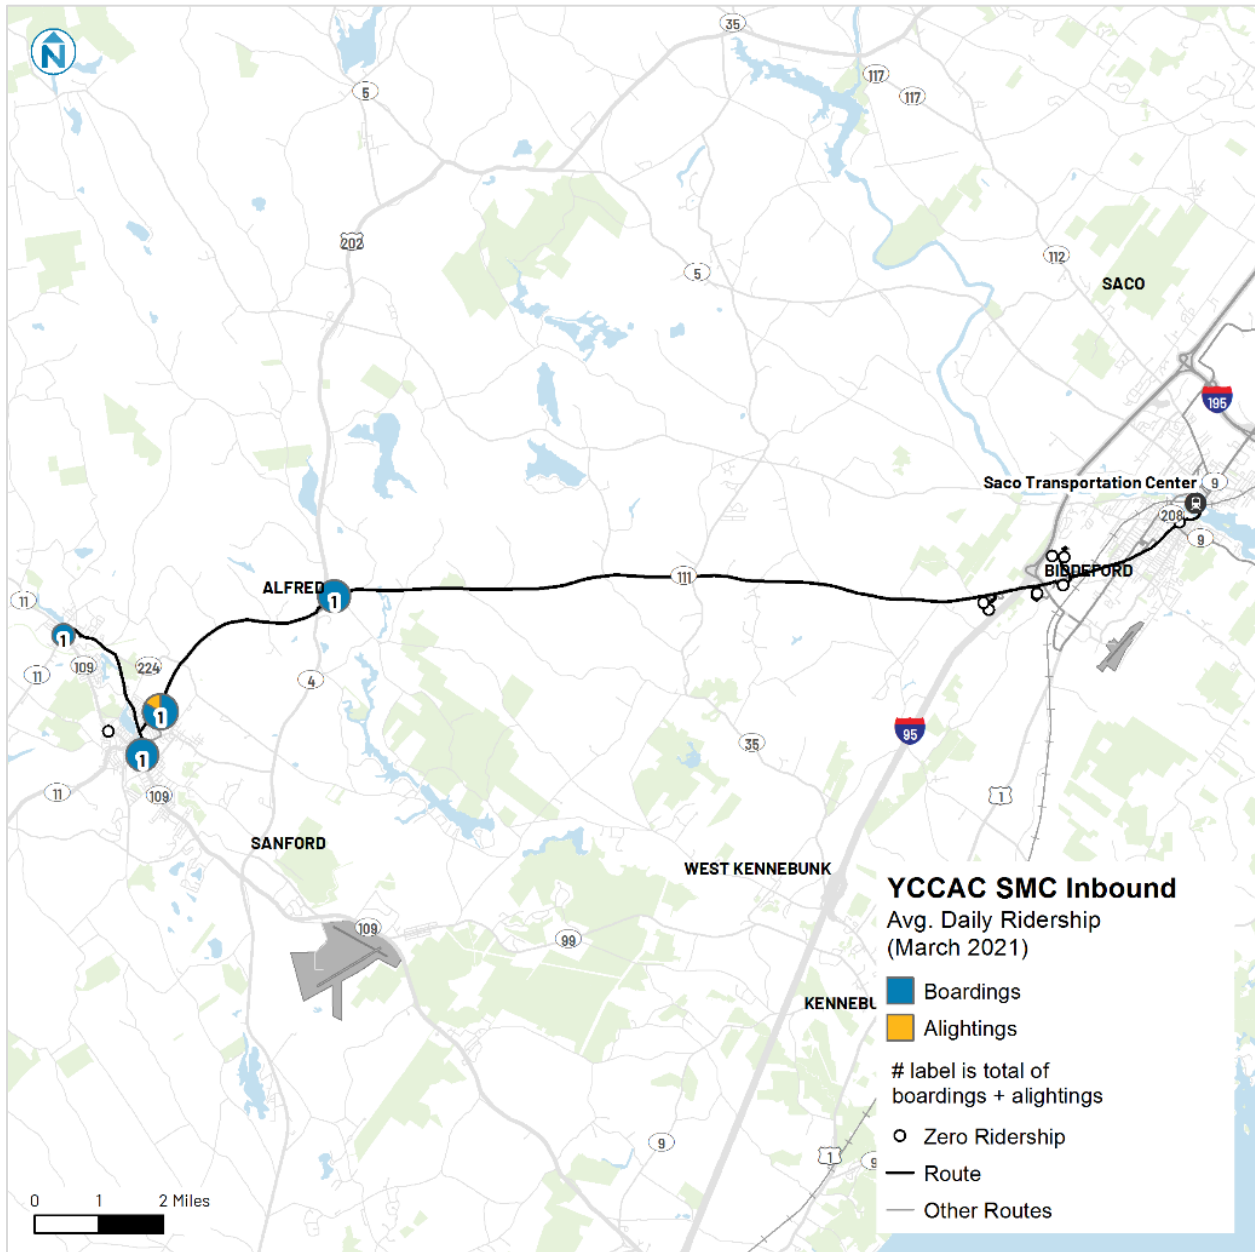 N
35
117
117
5
202
5
112
SACO
195
Saco Transportation Center
9
208
9
BIDDEFORD
111
ALFRED
1
11
1
109
224
11
4
1
1
35
95
11
109
1
SANFORD
WEST KENNEBUNK
109
99
KENNEBU
9
1
9
YCCAC SMC Inbound
Avg. Daily Ridership
(March 2021)
Boardings
Alightings
# label is total of
boardings + alightings
Zero Ridership
Route
Other Routes
0 1 2 Miles